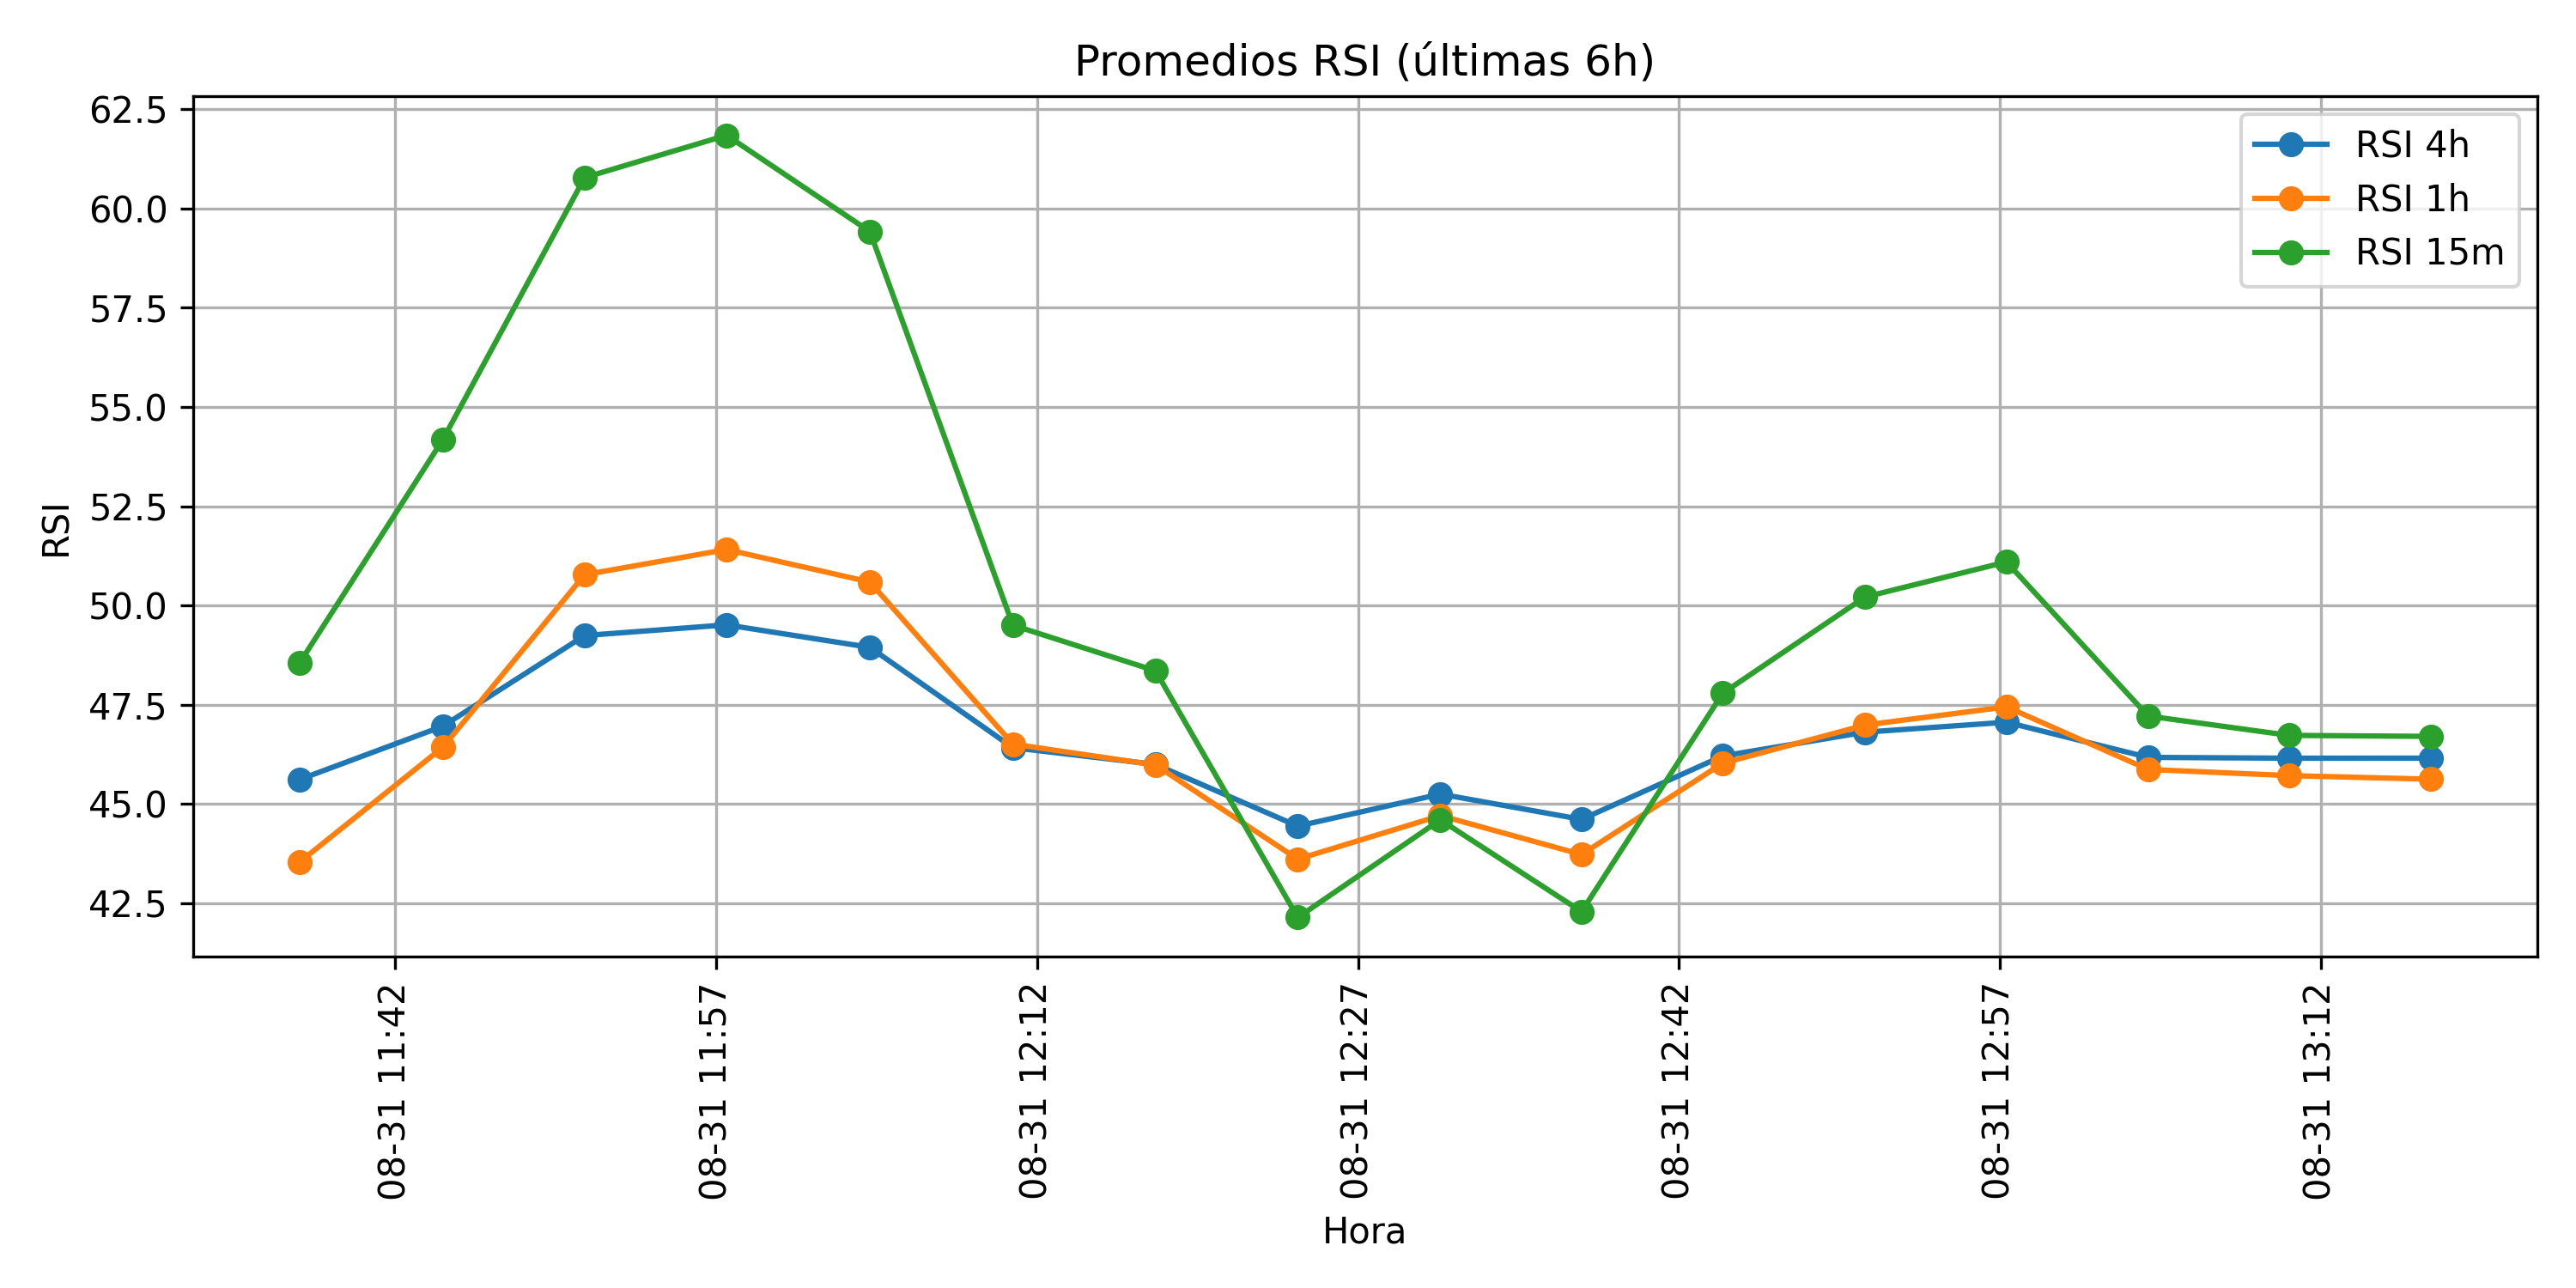 Promedios RSI (últimas 6h)
RSI 4h
RSI 1h
RSI 15m
RSI
62.5
60.0
57.5
55.0
52.5
50.0
47.5
45.0
42.5
08-31 11:42
08-31 11:57
08-31 12:12
08-31 12:27
08-31 12:42
08-31 12:57
08-31 13:12
Hora